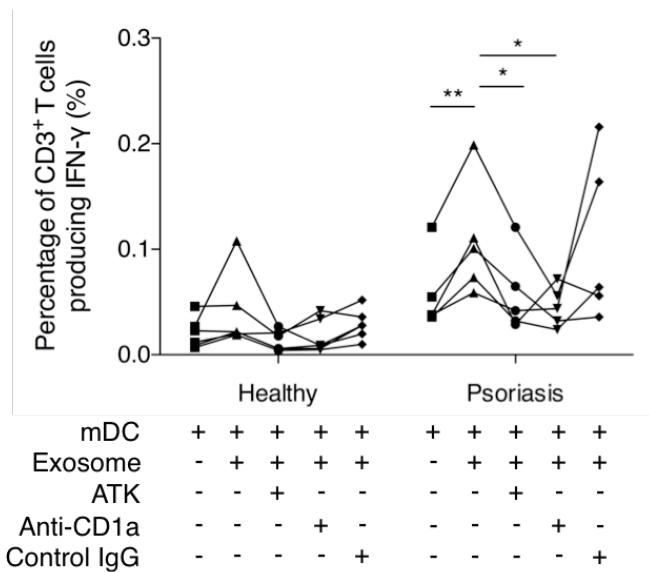 Percentage of CD3⁺ T cells
producing IFN-γ (%)
0.3
0.2
0.1
0.0
**
*
*
Healthy Psoriasis
mDC + + + + + + + + + +
Exosome - + + + + - + + + +
ATK - - + - - - - + - -
Anti-CD1a - - - + - - - - + -
Control IgG - - - - + - - - - +